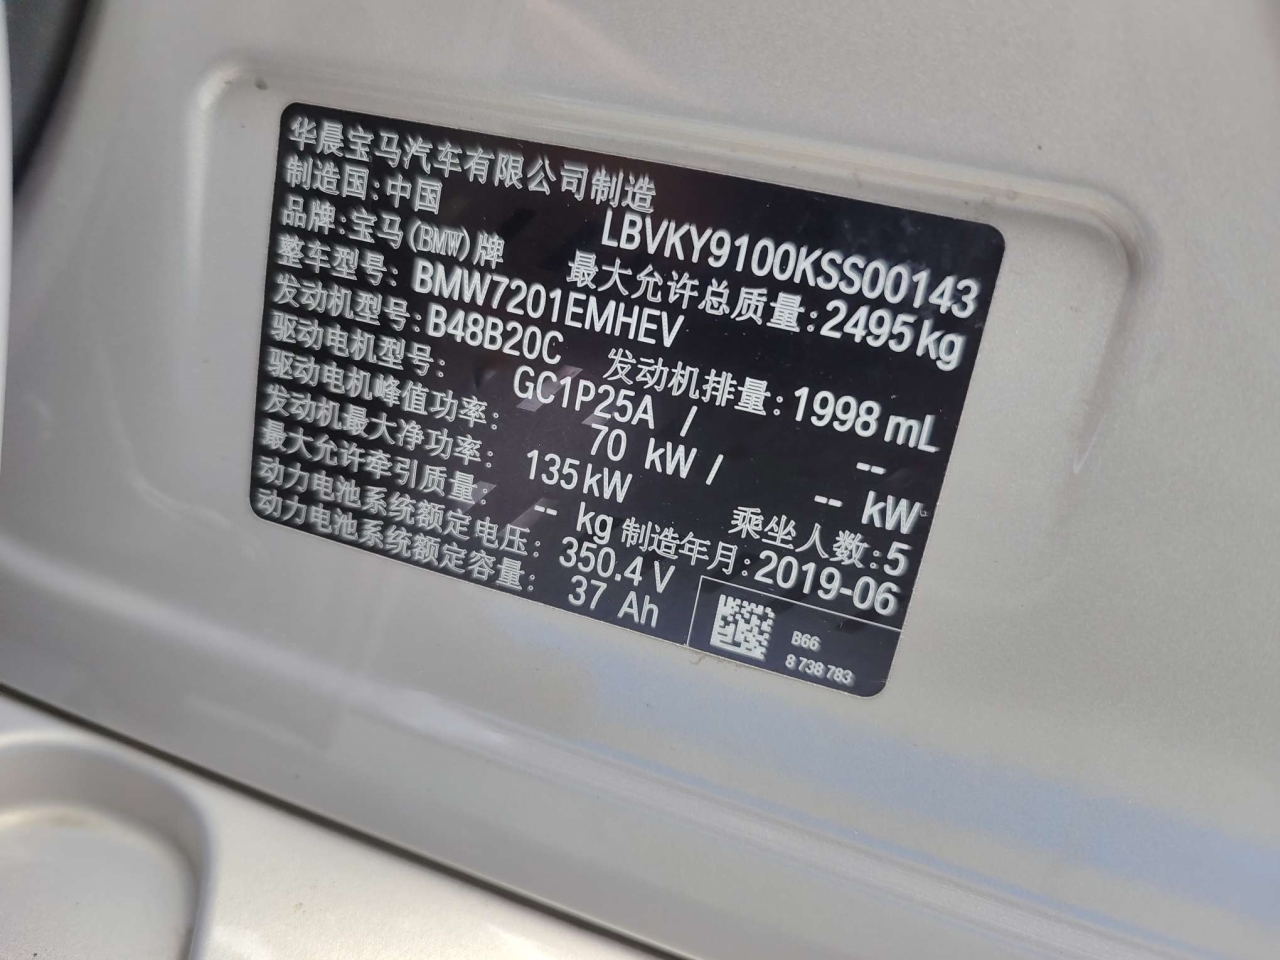 华晨宝马汽车有限公司制造
制造国:中国
LBVKY9100KSS00143
品牌:宝马(BMW)牌
最大允许总质量:2495kg
整车型号: BMW7201EMHEV
发动机型号: B48B20C
发动机排量:1998 mL
驱动电机型号: GC1P25A / --
驱动电机峰值功率: 70 kW / -- kW
发动机最大净功率: 135kW
乘坐人数:5
最大允许牵引质量: -- kg
制造年月:2019-06
动力电池系统额定电压: 350.4 V
动力电池系统额定容量: 37 Ah
B66
8 738 783